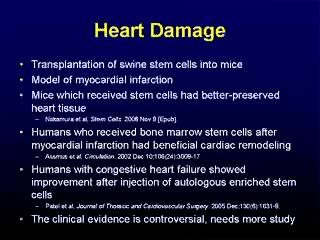 Heart Damage
• Transplantation of swine stem cells into mice
• Model of myocardial infarction
• Mice which received stem cells had better-preserved
heart tissue
– Nakamura et al, Stem Cells. 2006 Nov 9 [Epub].
• Humans who received bone marrow stem cells after
myocardial infarction had beneficial cardiac remodeling
– Assmus et al, Circulation. 2002 Dec 10;106(24):3009-17
• Humans with congestive heart failure showed
improvement after injection of autologous enriched stem
cells
– Patel et al. Journal of Thoracic and Cardiovascular Surgery. 2005 Dec;130(6):1631-8.
• The clinical evidence is controversial, needs more study